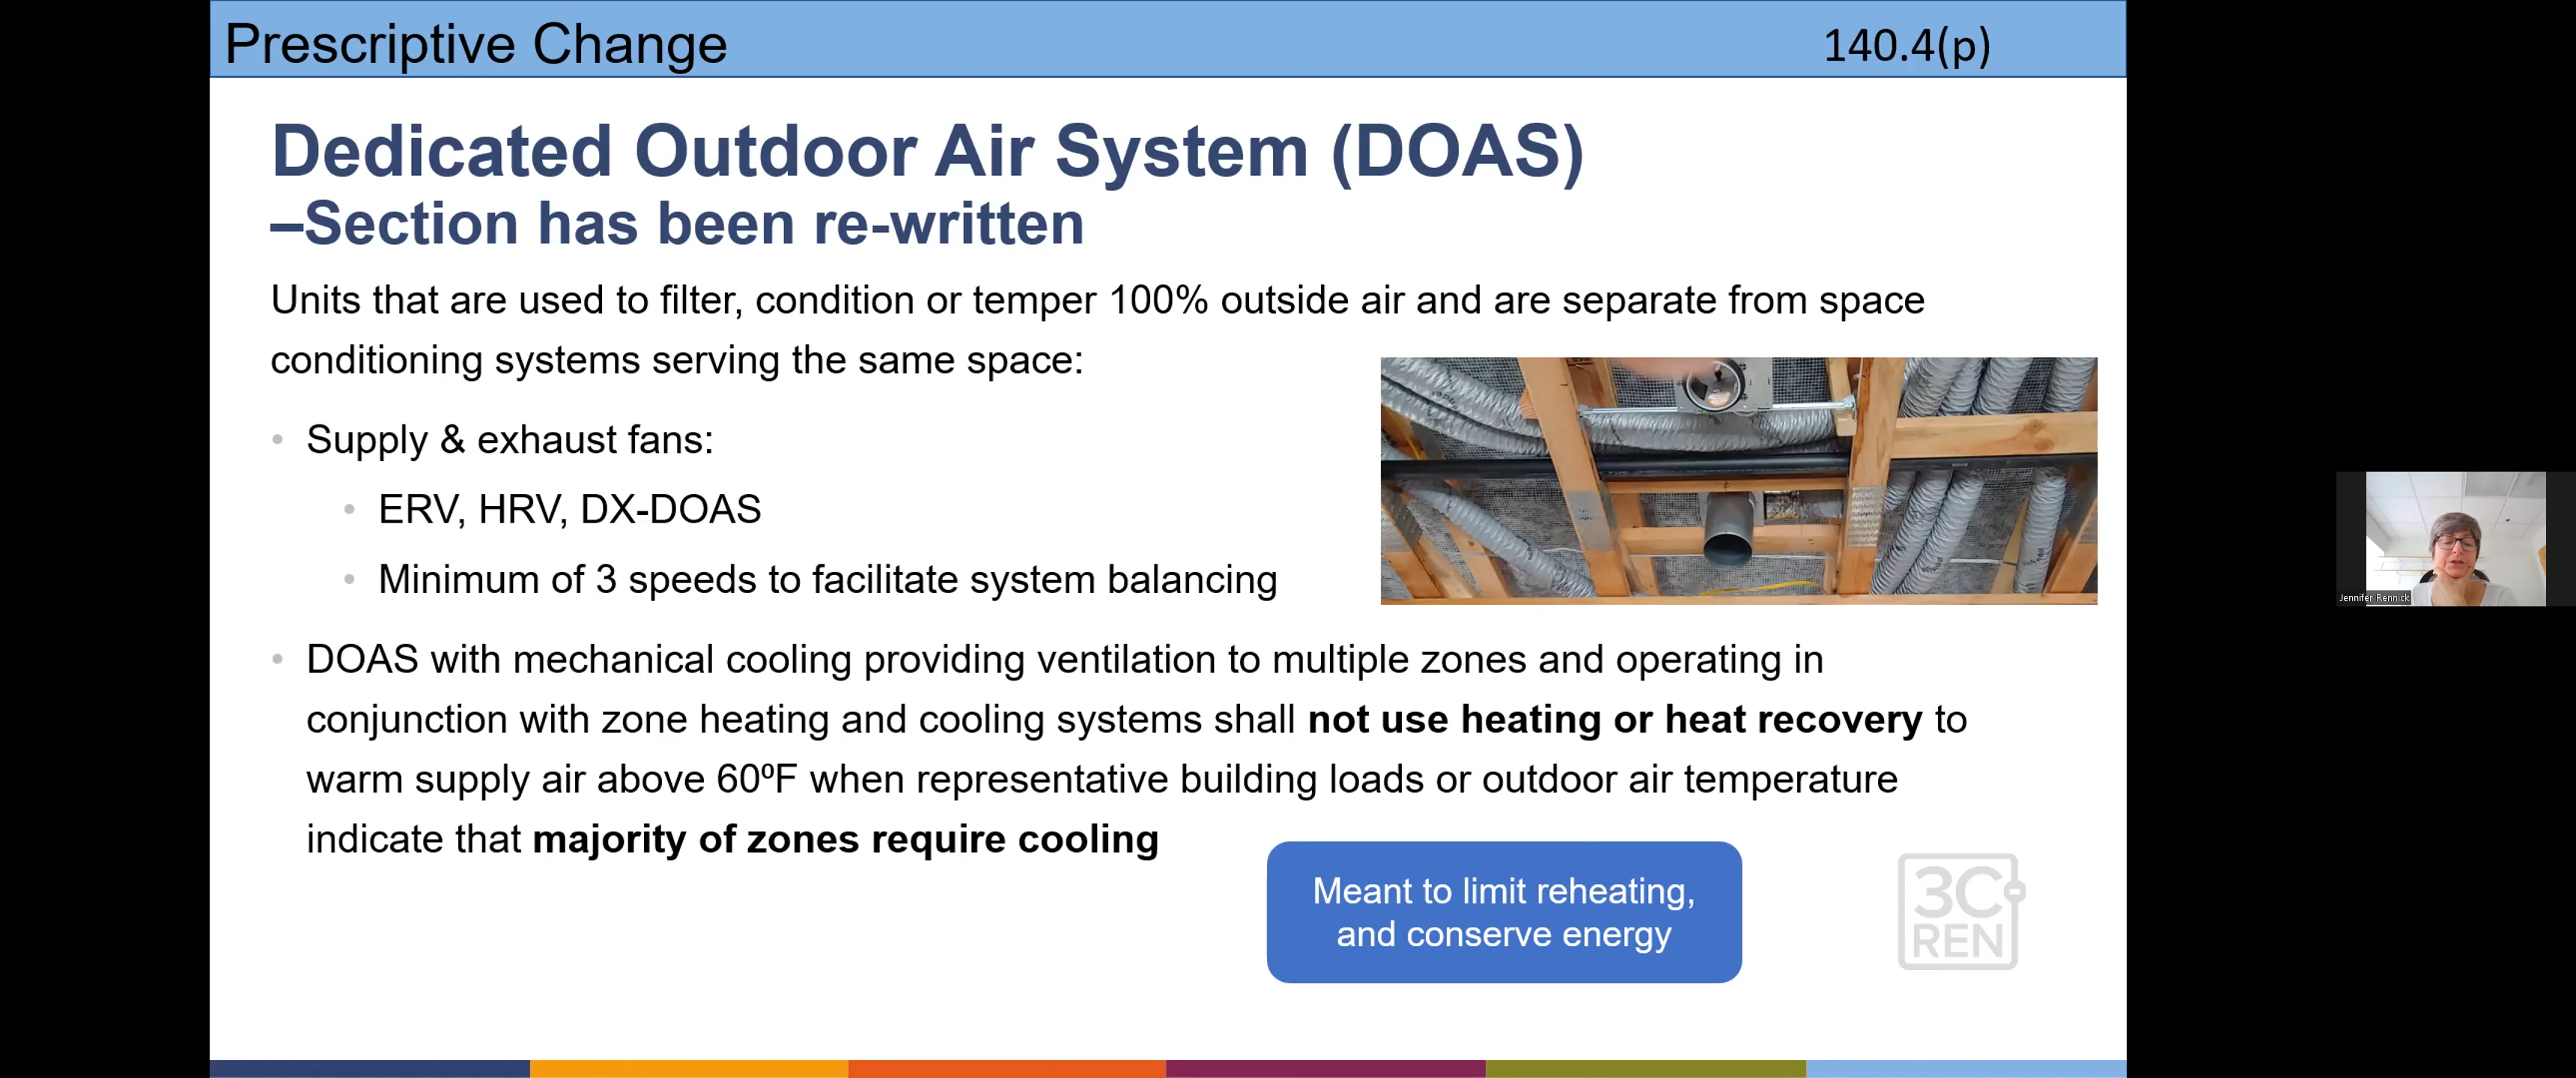 Prescriptive Change
140.4(p)
Dedicated Outdoor Air System (DOAS)
–Section has been re-written
Units that are used to filter, condition or temper 100% outside air and are separate from space
conditioning systems serving the same space:
• Supply & exhaust fans:
• ERV, HRV, DX-DOAS
• Minimum of 3 speeds to facilitate system balancing
• DOAS with mechanical cooling providing ventilation to multiple zones and operating in
conjunction with zone heating and cooling systems shall not use heating or heat recovery to
warm supply air above 60⁰F when representative building loads or outdoor air temperature
indicate that majority of zones require cooling
Meant to limit reheating,
and conserve energy
3C
REN
Jennifer Rennick